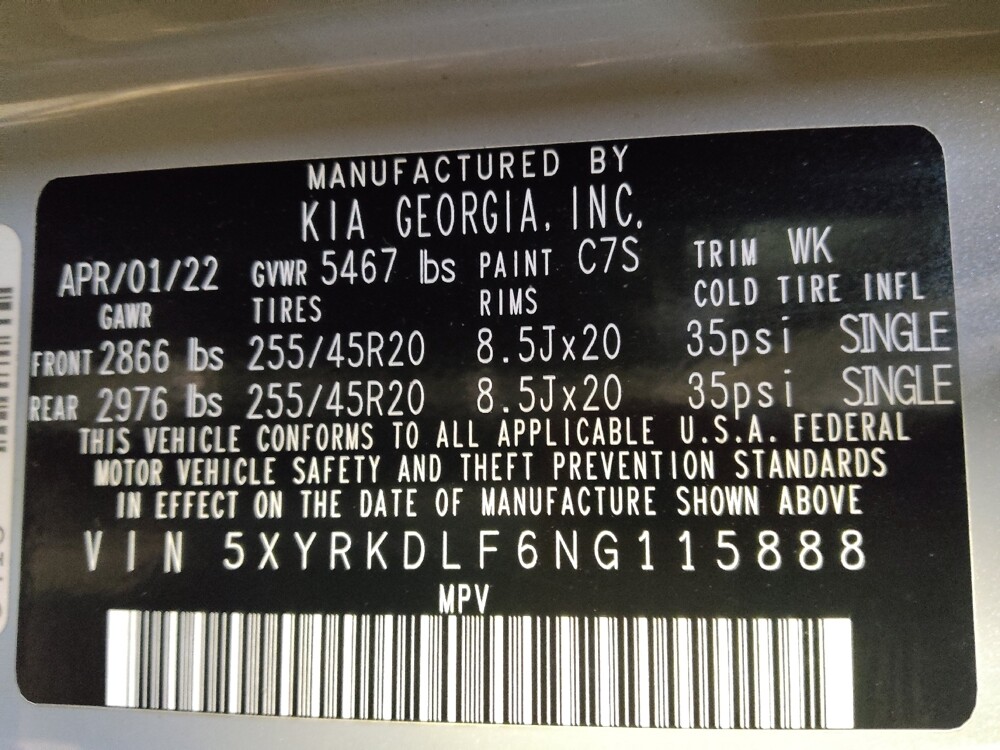 MANUFACTURED BY
KIA GEORGIA, INC.
APR/01/22 GVWR 5467 lbs PAINT C7S TRIM WK
GAWR TIRES RIMS COLD TIRE INFL
FRONT 2866 lbs 255/45R20 8.5Jx20 35psi SINGLE
REAR 2976 lbs 255/45R20 8.5Jx20 35psi SINGLE
THIS VEHICLE CONFORMS TO ALL APPLICABLE U.S.A. FEDERAL
MOTOR VEHICLE SAFETY AND THEFT PREVENTION STANDARDS
IN EFFECT ON THE DATE OF MANUFACTURE SHOWN ABOVE
VIN 5XYRKDLF6NG115888
MPV